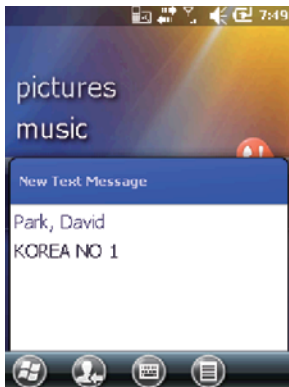 7:49
pictures
music
New Text Message
Park, David
KOREA NO 1